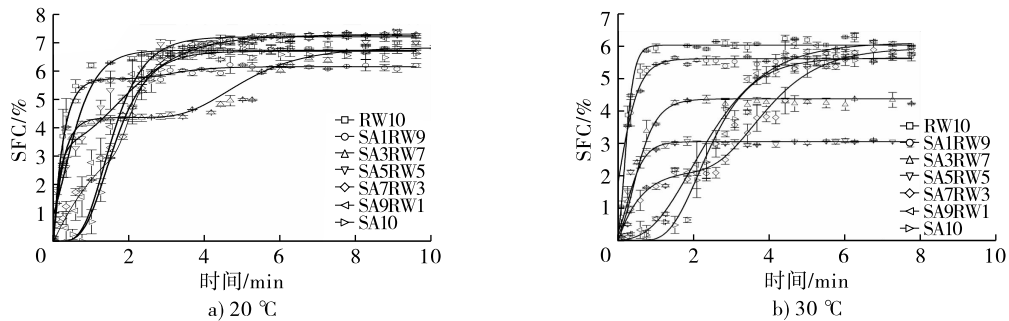 8
7
6
5
4
3
2
1
0
SFC/%
2
4
6
8
10
时间/min
RW10
SA1RW9
SA3RW7
SA5RW5
SA7RW3
SA9RW1
SA10
a) 20 ℃
7
6
5
4
3
2
1
0
SFC/%
2
4
6
8
10
时间/min
RW10
SA1RW9
SA3RW7
SA5RW5
SA7RW3
SA9RW1
SA10
b) 30 ℃